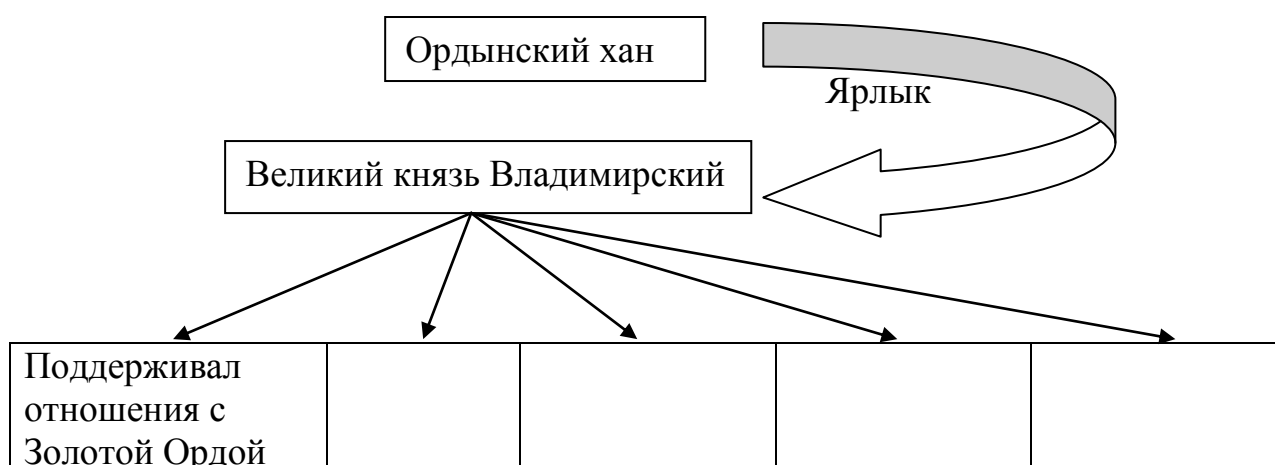 Ордынский хан
Ярлык
Великий князь Владимирский
Поддерживал
отношения с
Золотой Ордой